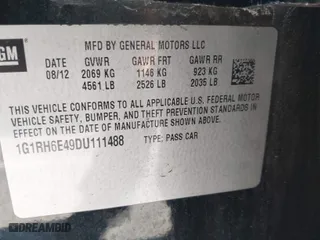 GM
MFD BY GENERAL MOTORS LLC
DATE GVWR GAWR FRT GAWR RR
08/12 2069 KG 1146 KG 923 KG
4561 LB 2526 LB 2035 LB
THIS VEHICLE CONFORMS TO ALL APPLICABLE U.S. FEDERAL MOTOR
VEHICLE SAFETY, BUMPER, AND THEFT PREVENTION STANDARDS IN
EFFECT ON THE DATE OF MANUFACTURE SHOWN ABOVE.
1G1RH6E49DU111488 TYPE: PASS CAR
DREAMBID